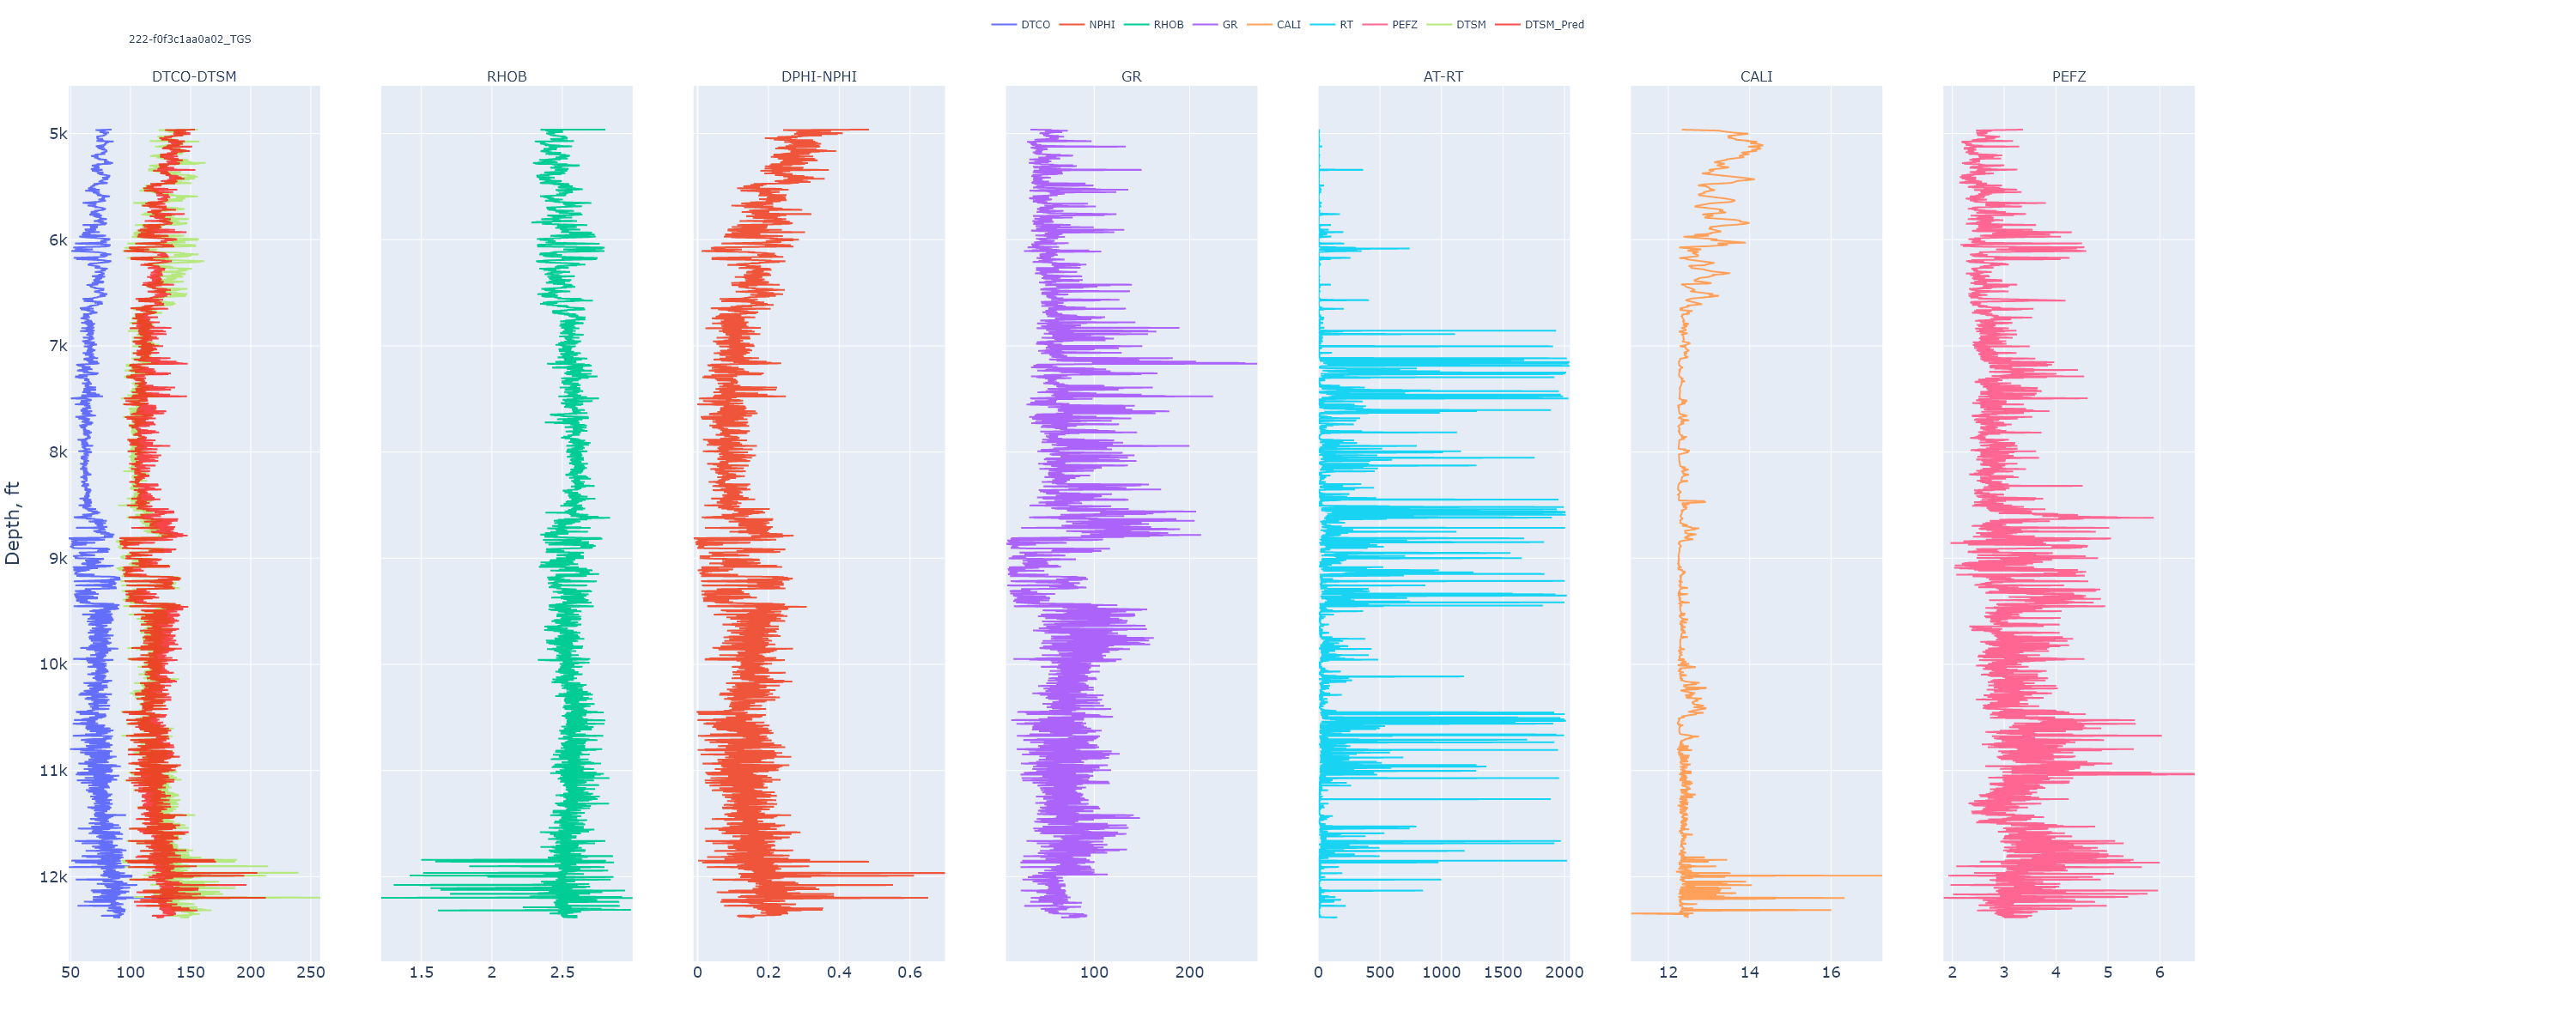 DTCO NPHI RHOB GR CALI RT PEFZ DTSM DTSM_Pred
222-f0f3c1aa0a02_TGS
DTCO-DTSM RHOB DPHI-NPHI GR AT-RT CALI PEFZ
Depth, ft
5k
6k
7k
8k
9k
10k
11k
12k
50 100 150 200 250 1.5 2 2.5 0 0.2 0.4 0.6 100 200 0 500 1000 1500 2000 12 14 16 2 3 4 5 6